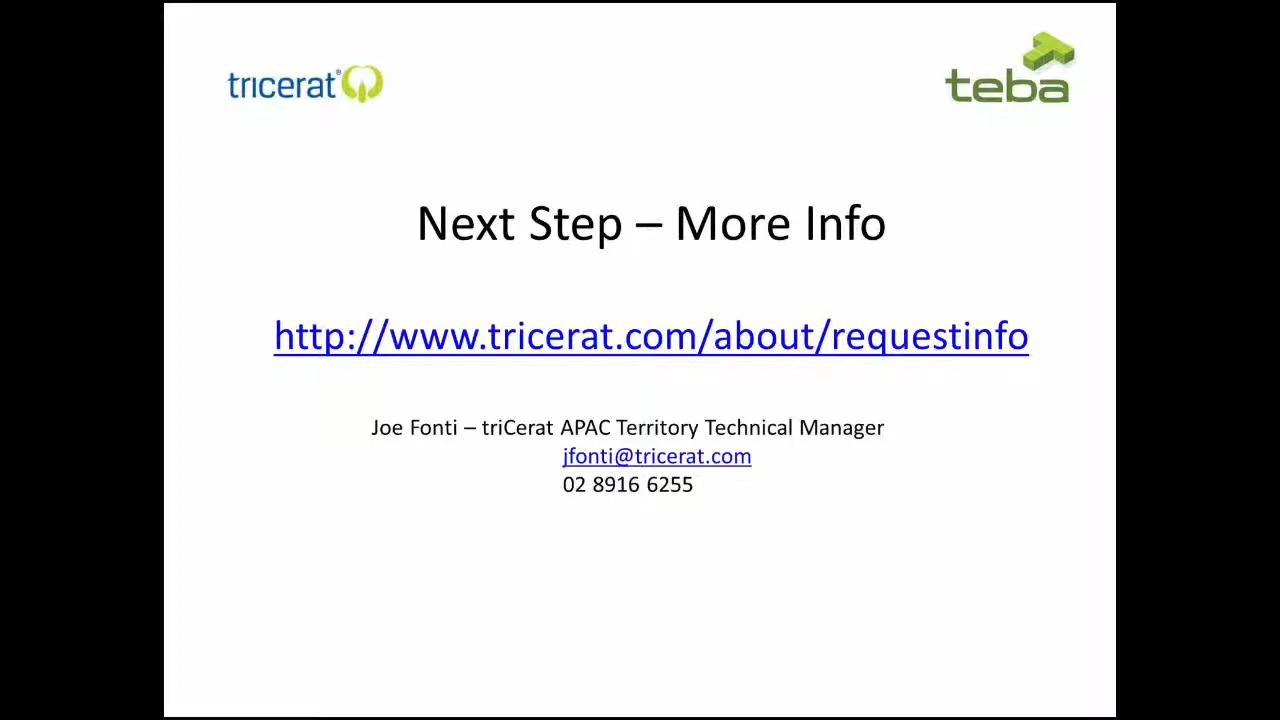 tricerat®
teba
Next Step – More Info
http://www.tricerat.com/about/requestinfo
Joe Fonti – triCerat APAC Territory Technical Manager
jfonti@tricerat.com
02 8916 6255